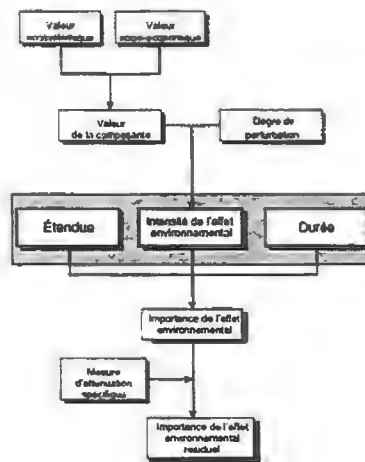 Valeur
Valeur
socio-économique
Valeur
de la composante
Degré de
perturbation
Étendue
Intensité de l'effet
environnemental
Durée
Importance de l'effet
environnemental
Mesure
d'atténuation
spécifique
Importance de l'effet
environnemental
résiduel